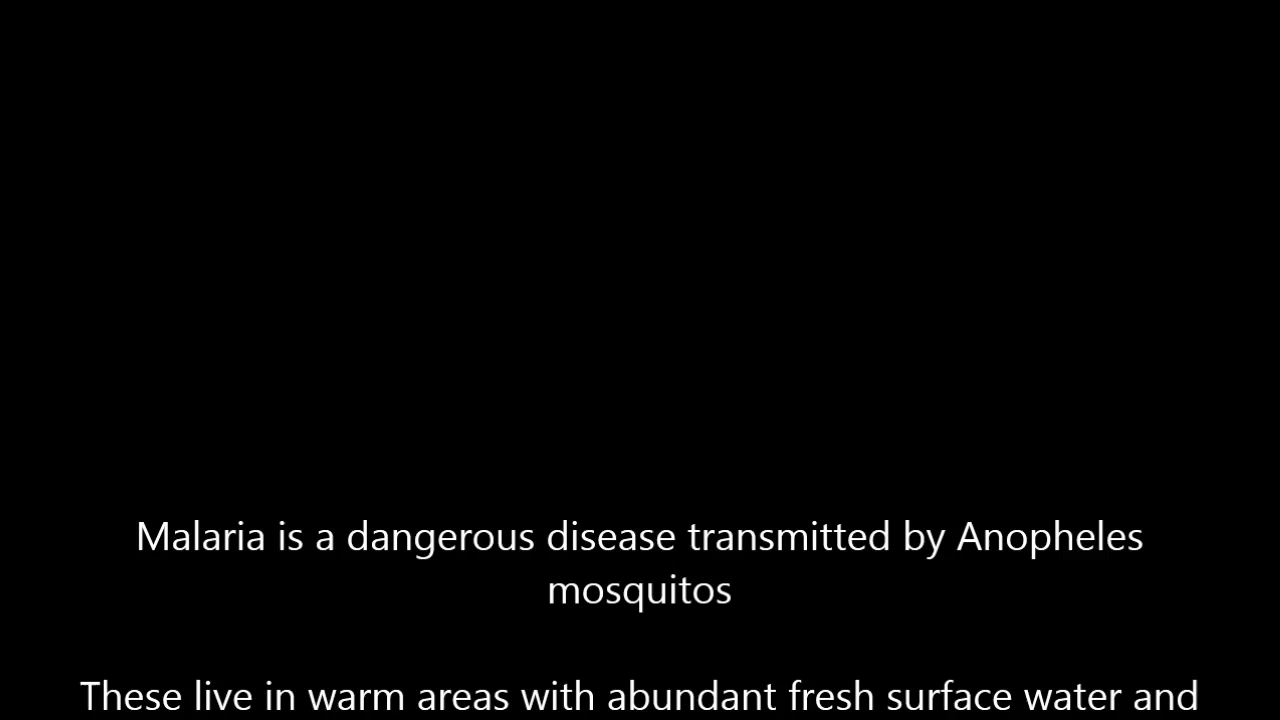 Malaria is a dangerous disease transmitted by Anopheles
mosquitos
These live in warm areas with abundant fresh surface water and